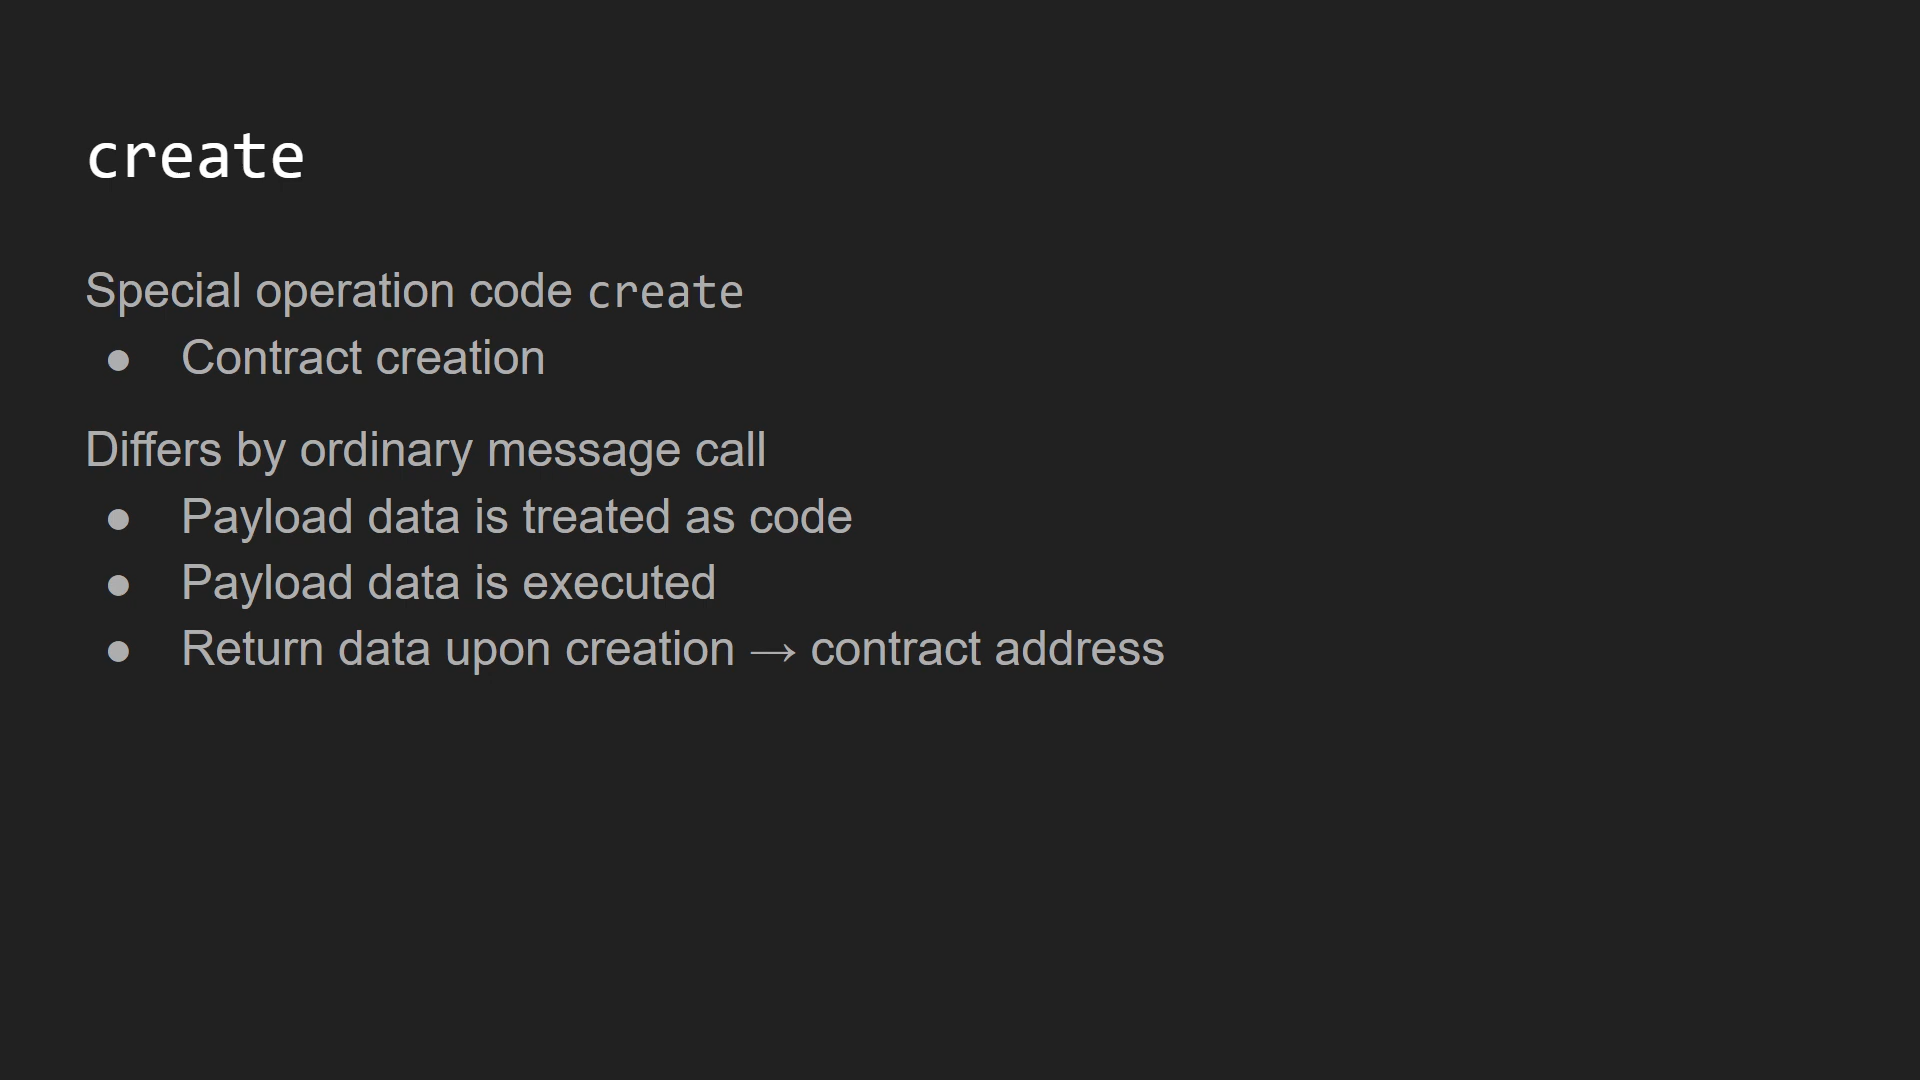 create
Special operation code create
● Contract creation
Differs by ordinary message call
● Payload data is treated as code
● Payload data is executed
● Return data upon creation → contract address